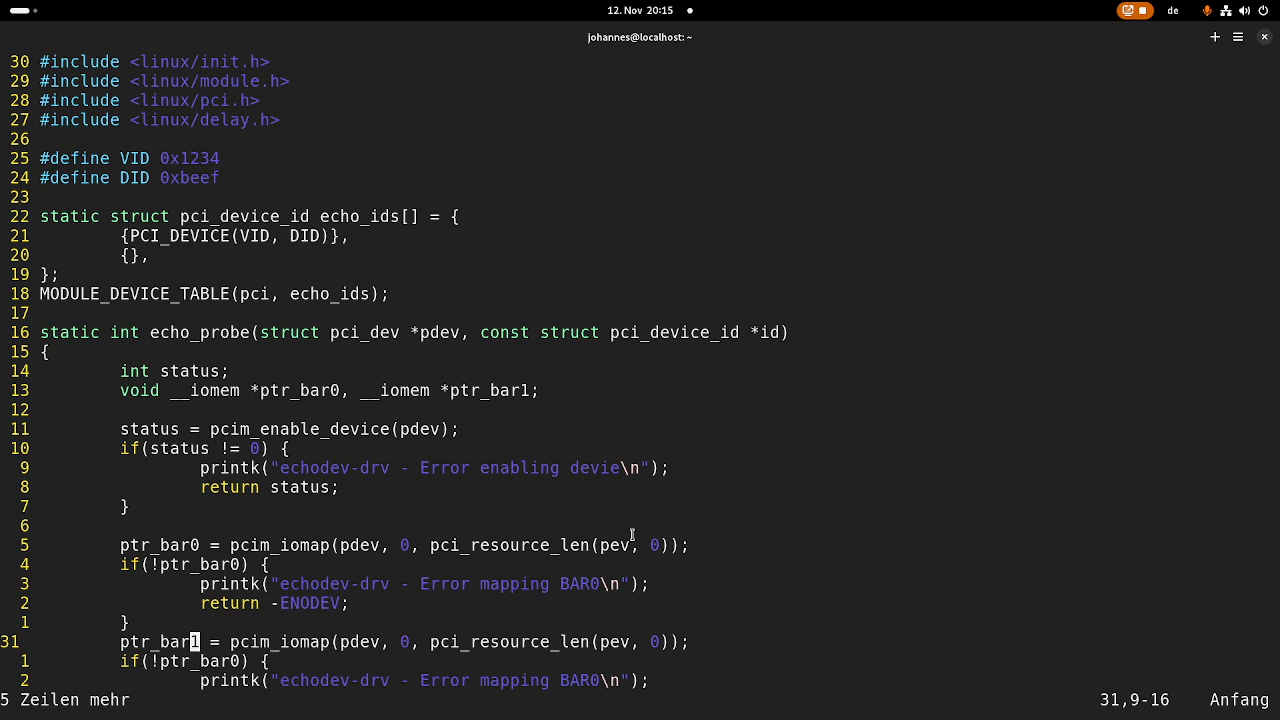 12. Nov 20:15
de
johannes@localhost: ~
30 #include <linux/init.h>
29 #include <linux/module.h>
28 #include <linux/pci.h>
27 #include <linux/delay.h>
26
25 #define VID 0x1234
24 #define DID 0xbeef
23
22 static struct pci_device_id echo_ids[] = {
21         {PCI_DEVICE(VID, DID)},
20         {},
19 };
18 MODULE_DEVICE_TABLE(pci, echo_ids);
17
16 static int echo_probe(struct pci_dev *pdev, const struct pci_device_id *id)
15 {
14         int status;
13         void __iomem *ptr_bar0, __iomem *ptr_bar1;
12
11         status = pcim_enable_device(pdev);
10         if(status != 0) {
9                 printk("echodev-drv - Error enabling devie\n");
8                 return status;
7         }
6
5         ptr_bar0 = pcim_iomap(pdev, 0, pci_resource_len(pev, 0));
4         if(!ptr_bar0) {
3                 printk("echodev-drv - Error mapping BAR0\n");
2                 return -ENODEV;
1         }
31         ptr_bar1 = pcim_iomap(pdev, 0, pci_resource_len(pev, 0));
1         if(!ptr_bar0) {
2                 printk("echodev-drv - Error mapping BAR0\n");
5 Zeilen mehr 31,9-16 Anfang